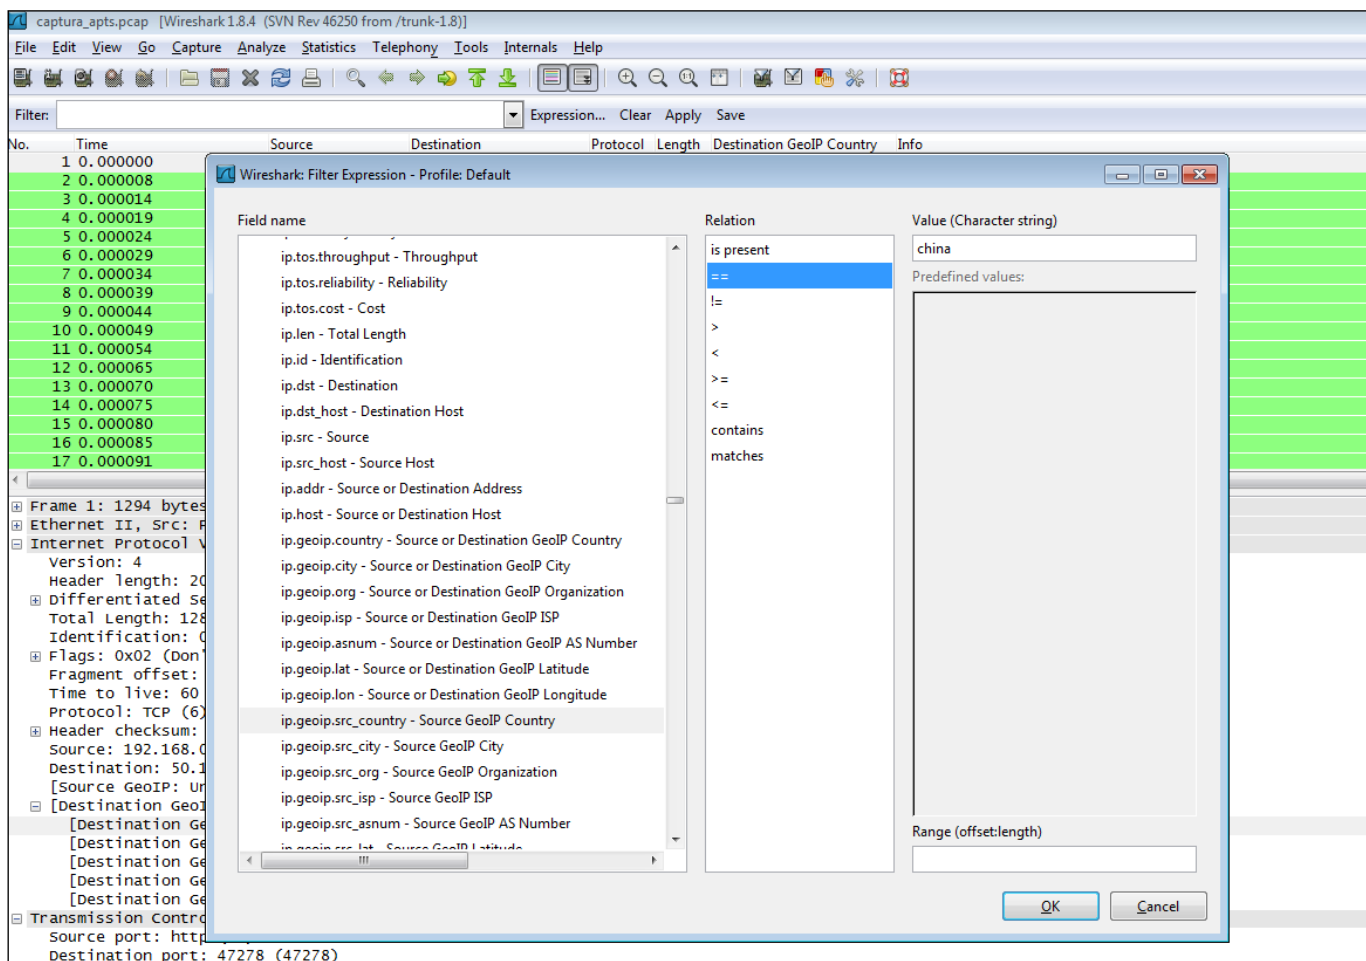 captura_apts.pcap [Wireshark 1.8.4 (SVN Rev 46250 from /trunk-1.8)]
File Edit View Go Capture Analyze Statistics Telephony Tools Internals Help
Filter: Expression... Clear Apply Save
No. Time Source Destination Protocol Length Destination GeoIP Country Info
1 0.000000
2 0.000008
3 0.000014
4 0.000019
5 0.000024
6 0.000029
7 0.000034
8 0.000039
9 0.000044
10 0.000049
11 0.000054
12 0.000065
13 0.000070
14 0.000075
15 0.000080
16 0.000085
17 0.000091
Frame 1: 1294 bytes
Ethernet II, Src:
Internet Protocol
Version: 4
Header length: 20
Differentiated
Total Length:
Identification:
Flags: 0x02
Fragment offset:
Time to live: 60
Protocol: TCP (6)
Header checksum:
Source: 192.168.
Destination: 50.
[Source GeoIP:
[Destination
[Destination
[Destination
[Destination
[Destination
[Destination
Transmission
Source port: http
Destination port: 47278 (47278)
Wireshark: Filter Expression - Profile: Default
Field name
ip.tos.throughput - Throughput
ip.tos.reliability - Reliability
ip.tos.cost - Cost
ip.len - Total Length
ip.id - Identification
ip.dst - Destination
ip.dst_host - Destination Host
ip.src - Source
ip.src_host - Source Host
ip.addr - Source or Destination Address
ip.host - Source or Destination Host
ip.geoip.country - Source or Destination GeoIP Country
ip.geoip.city - Source or Destination GeoIP City
ip.geoip.org - Source or Destination GeoIP Organization
ip.geoip.isp - Source or Destination GeoIP ISP
ip.geoip.asnum - Source or Destination GeoIP AS Number
ip.geoip.lat - Source or Destination GeoIP Latitude
ip.geoip.lon - Source or Destination GeoIP Longitude
ip.geoip.src_country - Source GeoIP Country
ip.geoip.src_city - Source GeoIP City
ip.geoip.src_org - Source GeoIP Organization
ip.geoip.src_isp - Source GeoIP ISP
ip.geoip.src_asnum - Source GeoIP AS Number
ip.geoip.src_lat - Source GeoIP Latitude
Relation
is present
==
!=
>
<
>=
<=
contains
matches
Value (Character string)
china
Predefined values:
Range (offset:length)
OK Cancel